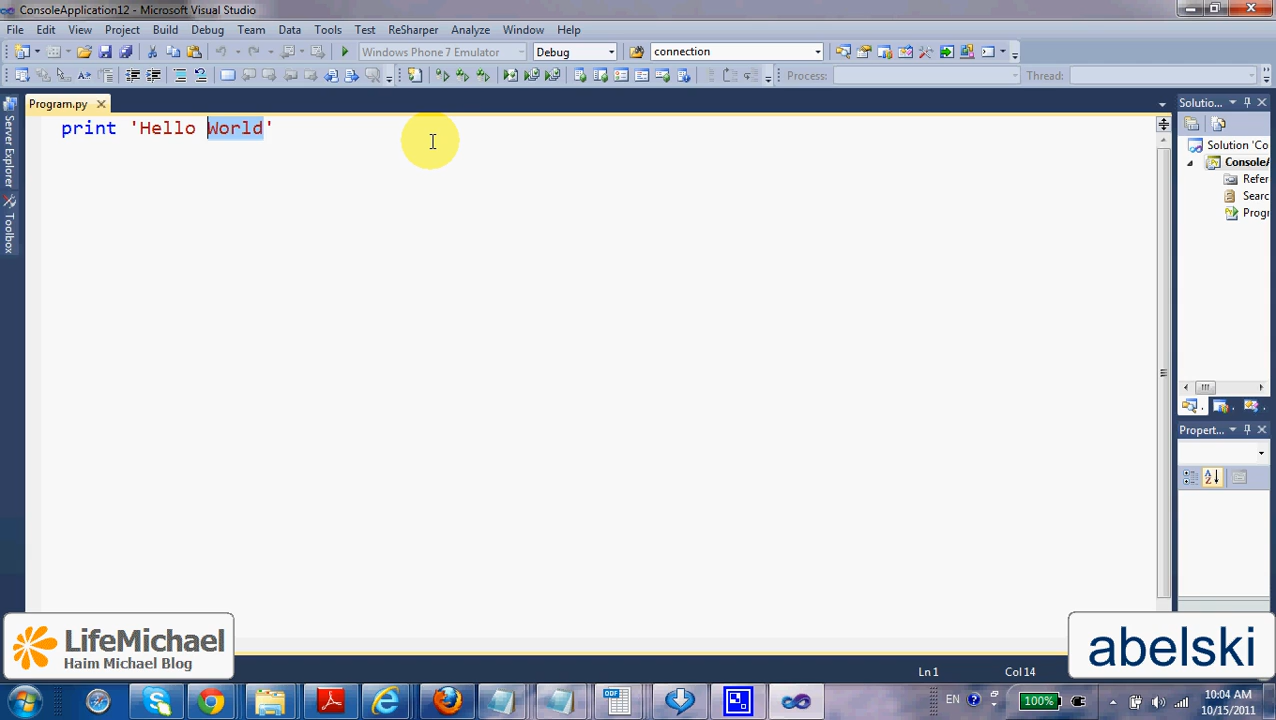 ConsoleApplication12 - Microsoft Visual Studio
File Edit View Project Build Debug Team Data Tools Test ReSharper Analyze Window Help
Windows Phone 7 Emulator Debug connection
Process: Thread:
Program.py
Solutio...
print 'Hello World'
Server Explorer
Toolbox
Solution 'Co
ConsoleA
Refer
Searc
Progr
Propert...
LifeMichael
Haim Michael Blog
abelski
Ln 1 Col 14
EN 100% 10:04 AM
10/15/2011